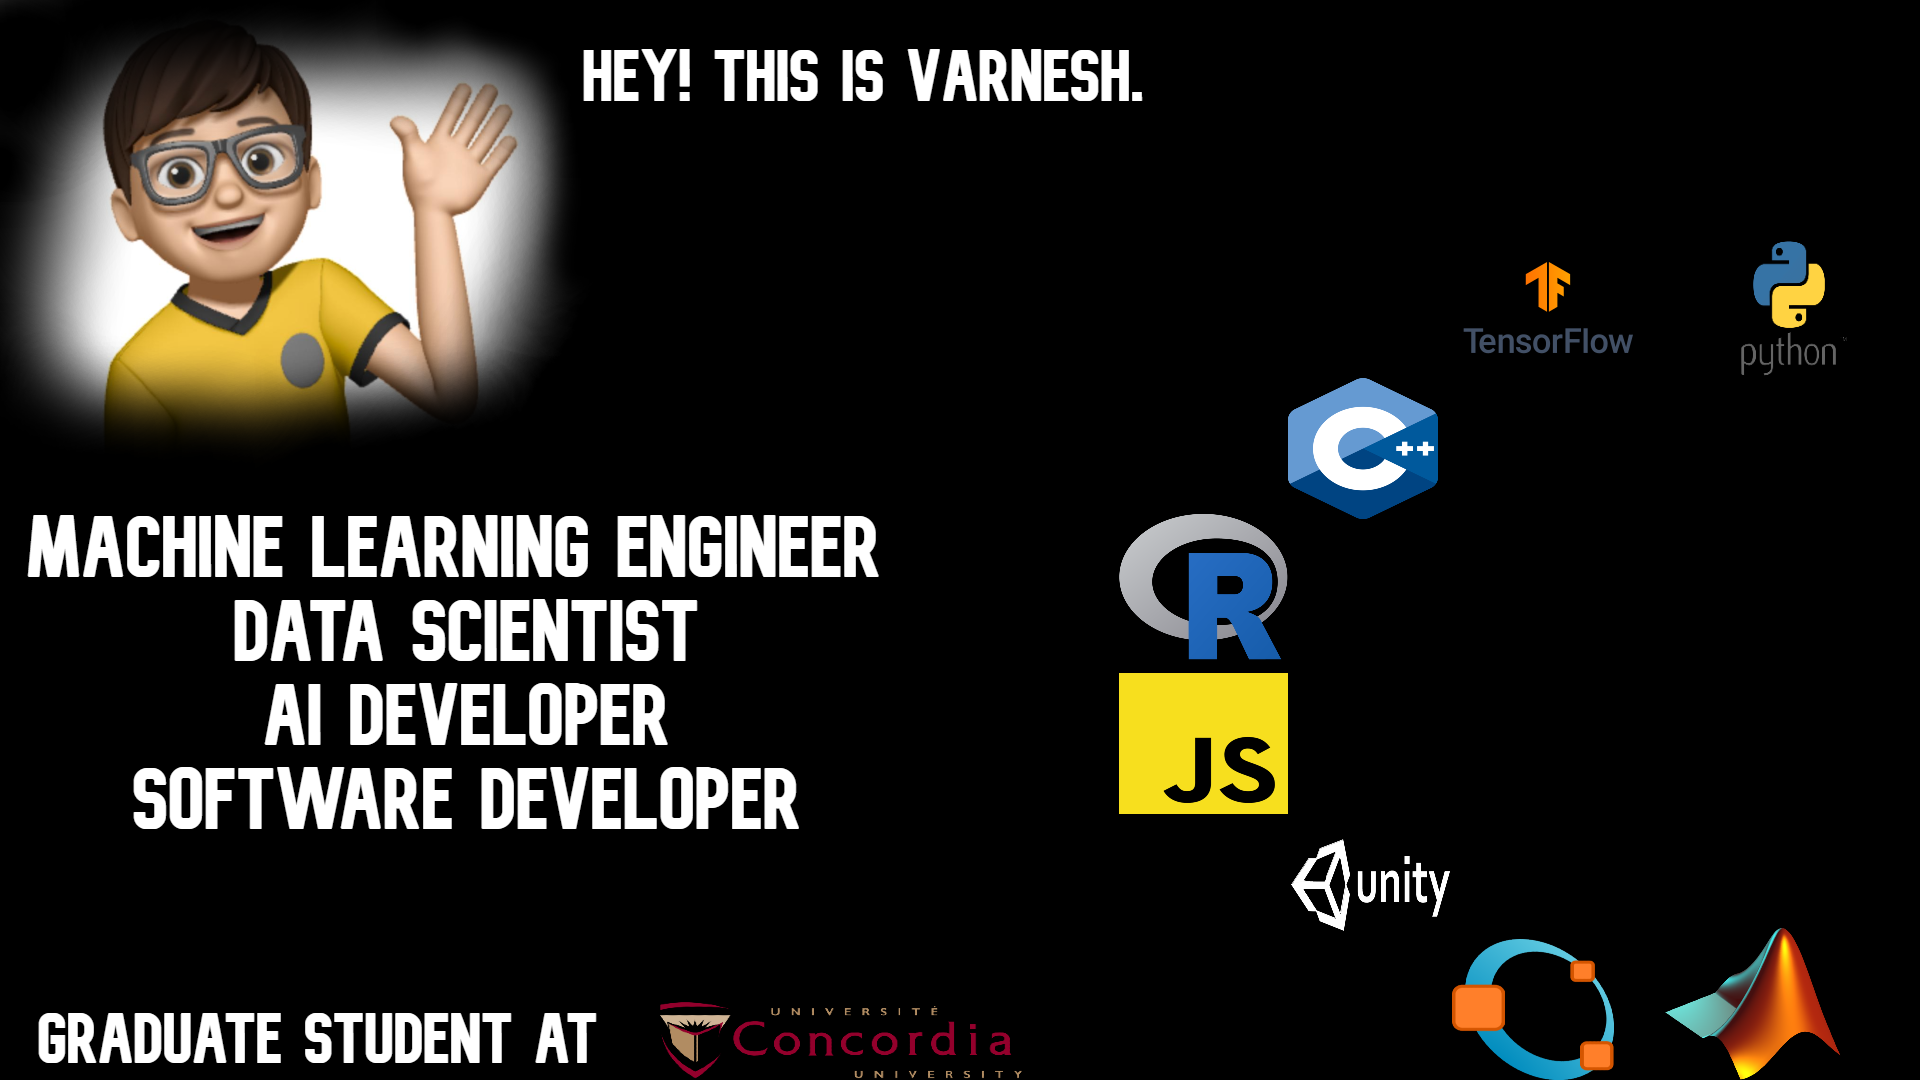 HEY! THIS IS VARNESH.
TensorFlow
python
C++
R
JS
MACHINE LEARNING ENGINEER
DATA SCIENTIST
AI DEVELOPER
SOFTWARE DEVELOPER
unity
GRADUATE STUDENT AT
UNIVERSITÉ
Concordia
UNIVERSITY